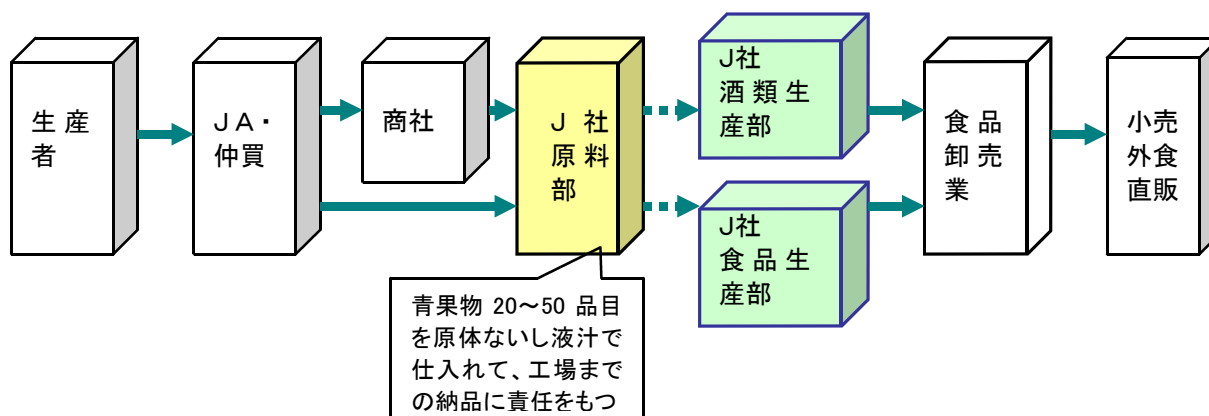 生産
者
JA・
仲買
商社
J社
原料
部
J社
酒類生
産部
J社
食品生
産部
食品
卸売
業
小売
外食
直販
青果物 20～50 品目
を原体ないし液汁で
仕入れて、工場まで
の納品に責任をもつ